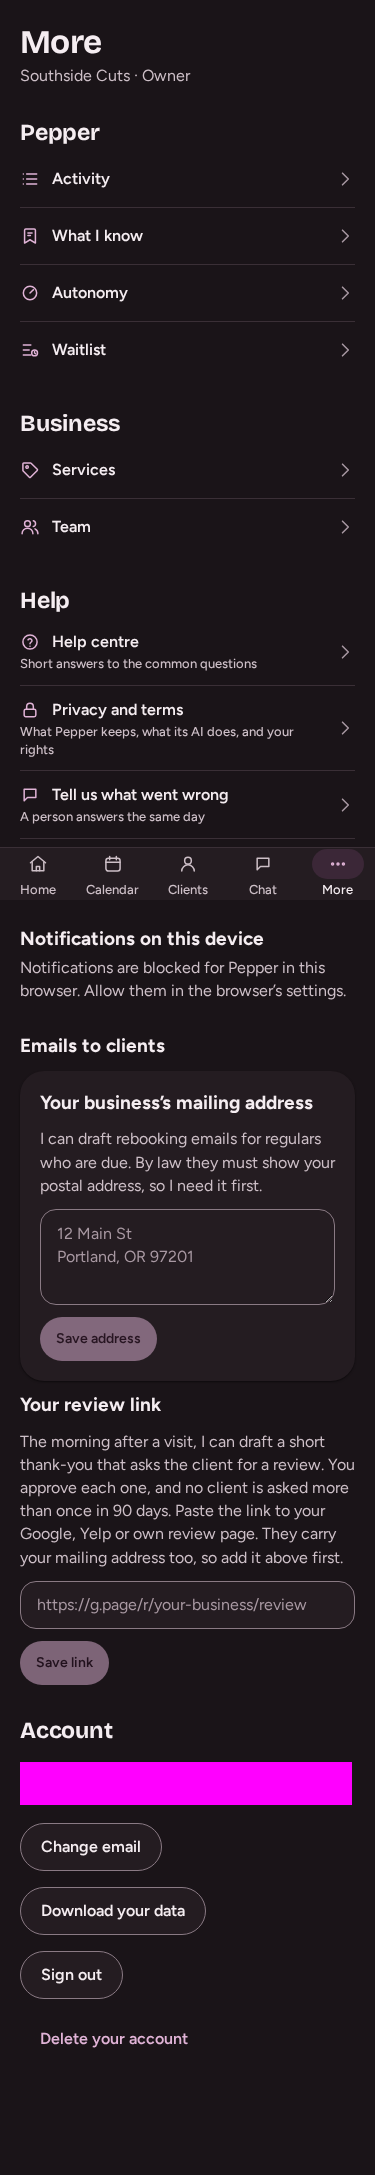 More
Southside Cuts · Owner
Pepper
Activity
What I know
Autonomy
Waitlist
Business
Services
Team
Help
Help centre
Short answers to the common questions
Privacy and terms
What Pepper keeps, what its AI does, and your
rights
Tell us what went wrong
A person answers the same day
Home
Calendar
Clients
Chat
More
Notifications on this device
Notifications are blocked for Pepper in this
browser. Allow them in the browser’s settings.
Emails to clients
Your business’s mailing address
I can draft rebooking emails for regulars
who are due. By law they must show your
postal address, so I need it first.
12 Main St
Portland, OR 97201
Save address
Your review link
The morning after a visit, I can draft a short
thank-you that asks the client for a review. You
approve each one, and no client is asked more
than once in 90 days. Paste the link to your
Google, Yelp or own review page. They carry
your mailing address too, so add it above first.
https://g.page/r/your-business/review
Save link
Account
Change email
Download your data
Sign out
Delete your account